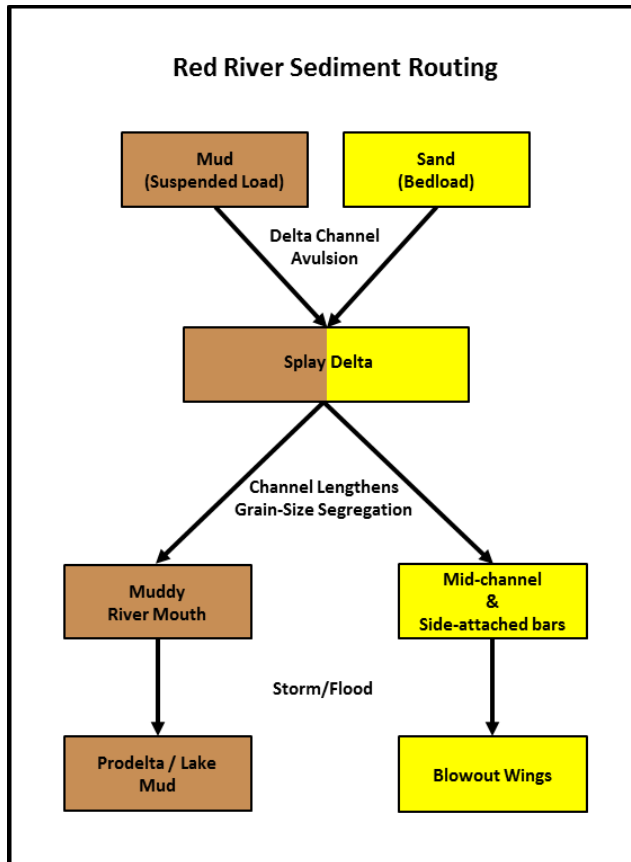 Red River Sediment Routing
Mud
(Suspended Load)
Sand
(Bedload)
Delta Channel
Avulsion
Splay Delta
Channel Lengthens
Grain-Size Segregation
Muddy
River Mouth
Mid-channel
&
Side-attached bars
Storm/Flood
Prodelta / Lake
Mud
Blowout Wings